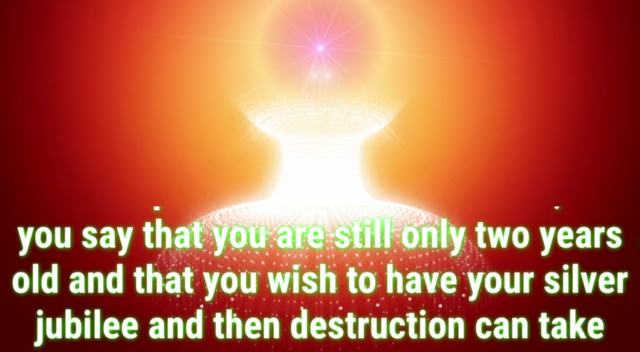 you say that you are still only two years
old and that you wish to have your silver
jubilee and then destruction can take